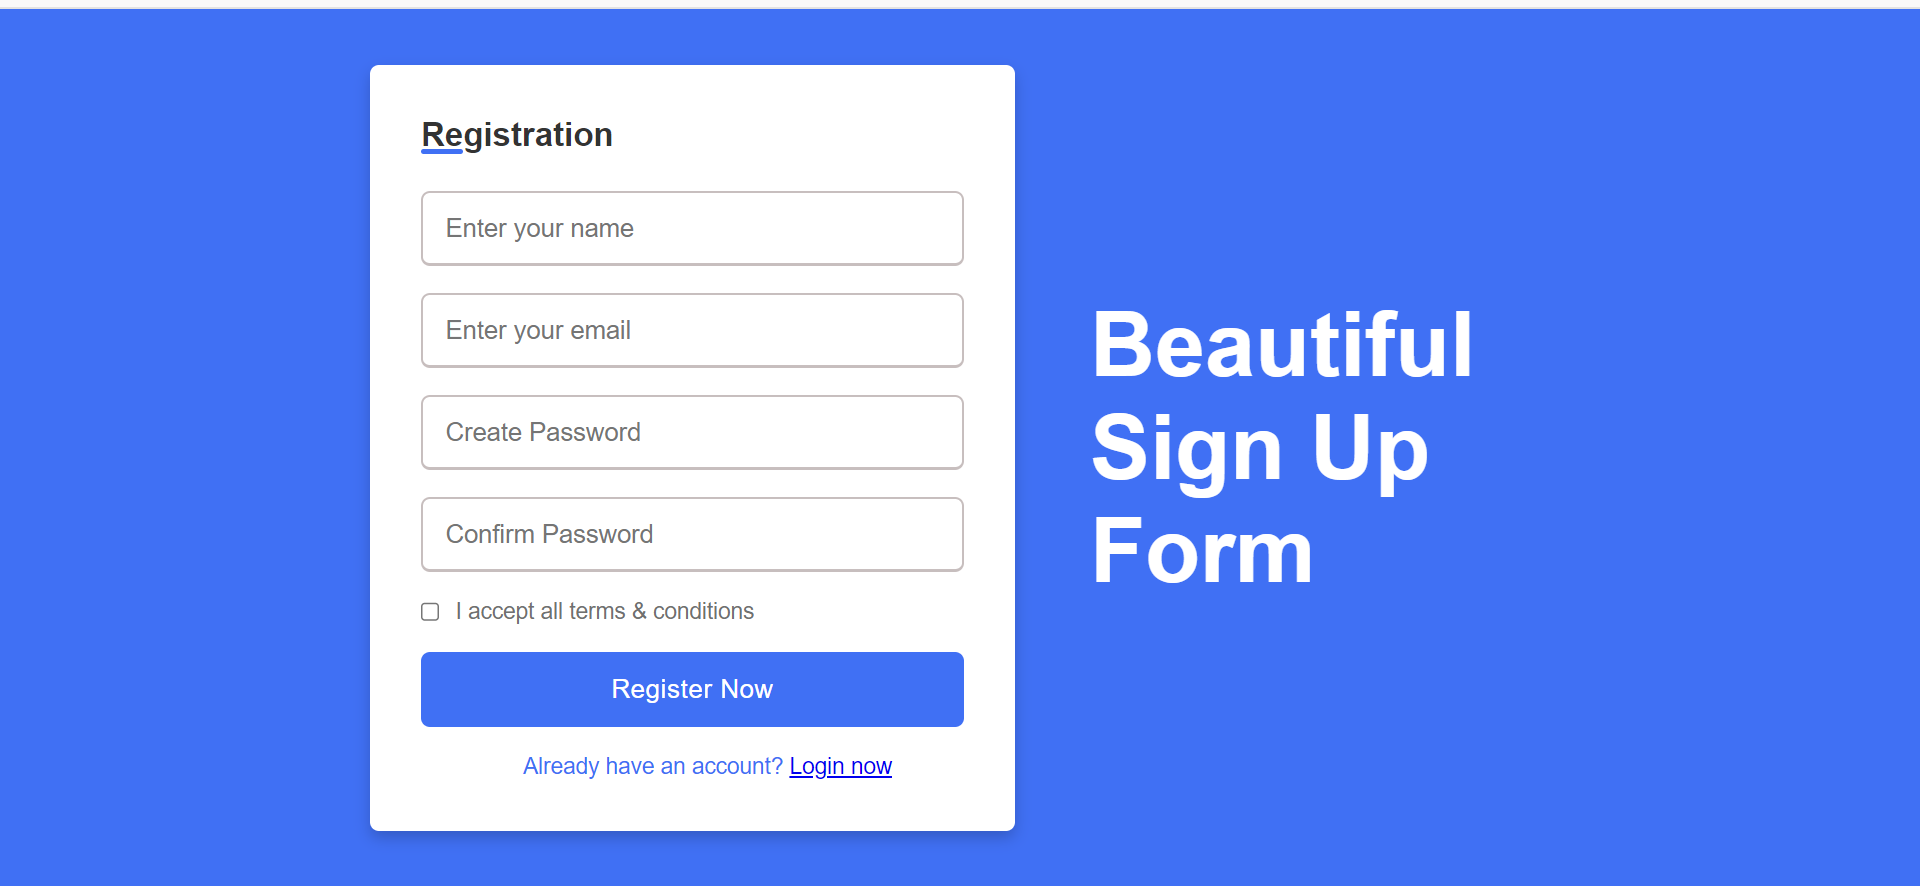 Registration
Enter your name
Enter your email
Create Password
Confirm Password
I accept all terms & conditions
Register Now
Already have an account? Login now
Beautiful
Sign Up
Form